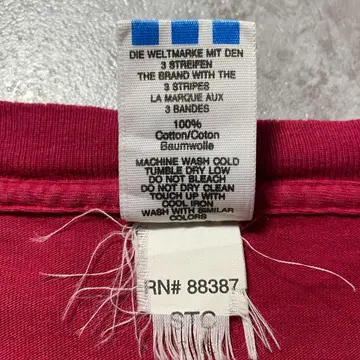 DIE WELTMARKE MIT DEN
3 STREIFEN
THE BRAND WITH THE
3 STRIPES
LA MARQUE AUX
3 BANDES
100%
Cotton/Coton
Baumwolle
MACHINE WASH COLD
TUMBLE DRY LOW
DO NOT BLEACH
DO NOT DRY CLEAN
TOUCH UP WITH
COOL IRON
WASH WITH SIMILAR
COLORS
RN# 88387
STC